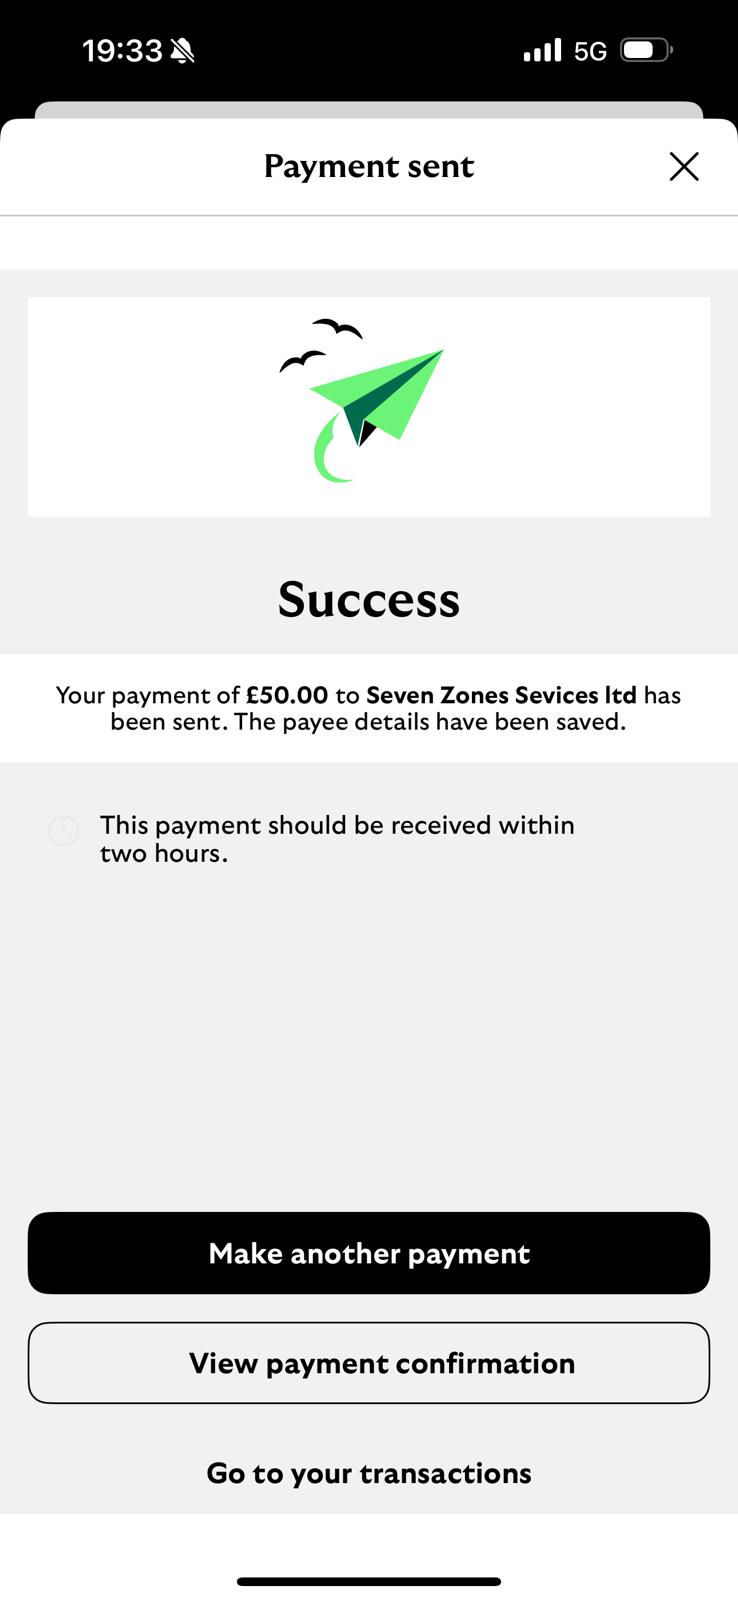 19:33
5G
Payment sent
Success
Your payment of £50.00 to Seven Zones Sevices ltd has
been sent. The payee details have been saved.
This payment should be received within
two hours.
Make another payment
View payment confirmation
Go to your transactions